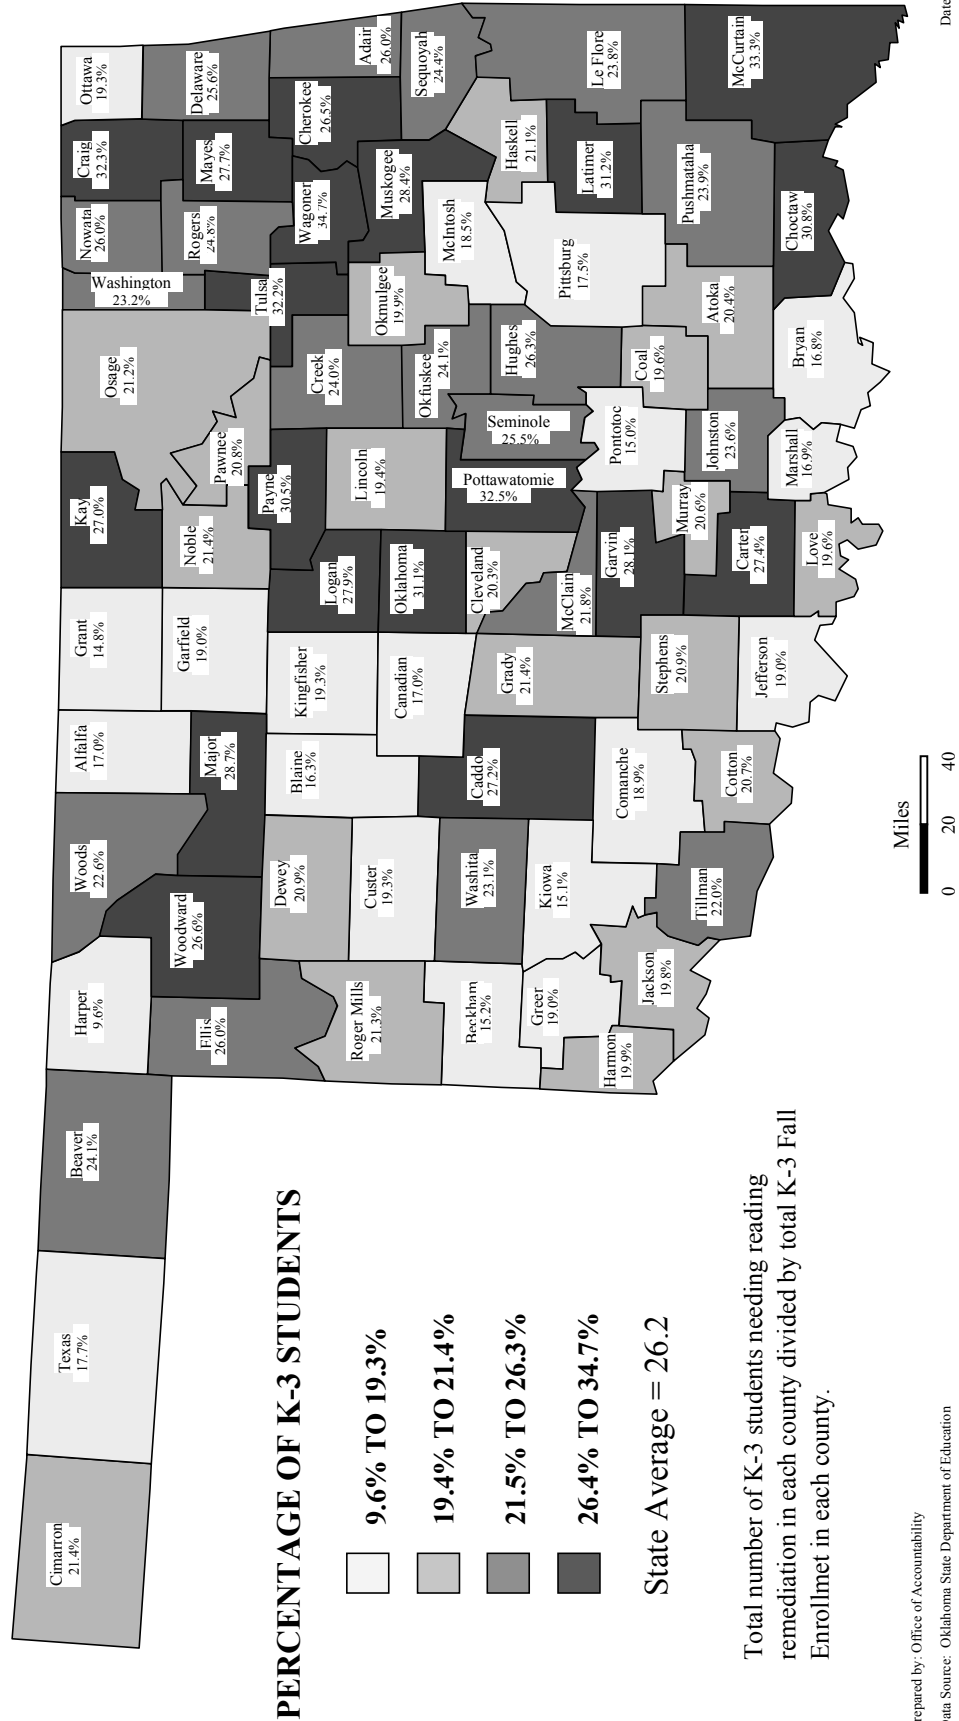 Cimarron
21.4%
Texas
17.7%
Beaver
24.1%
Harper
9.6%
Woods
22.6%
Alfalfa
17.0%
Grant
14.8%
Kay
27.0%
Osage
21.2%
Washington
23.2%
Nowata
26.0%
Craig
32.3%
Ottawa
19.3%
Ellis
26.0%
Woodward
26.6%
Major
28.7%
Garfield
19.0%
Noble
21.4%
Pawnee
20.8%
Rogers
24.8%
Mayes
27.7%
Delaware
25.6%
Dewey
20.9%
Blaine
16.3%
Kingfisher
19.3%
Logan
27.9%
Payne
30.5%
Creek
24.0%
Tulsa
32.2%
Wagoner
34.7%
Cherokee
26.5%
Adair
26.0%
Roger Mills
21.3%
Custer
19.3%
Canadian
17.0%
Oklahoma
31.1%
Lincoln
19.4%
Okfuskee
24.1%
Okmulgee
19.9%
Muskogee
28.4%
Sequoyah
24.4%
Beckham
15.2%
Washita
23.1%
Caddo
27.2%
Grady
21.4%
Cleveland
20.3%
Pottawatomie
32.5%
Seminole
25.5%
Hughes
26.3%
McIntosh
18.5%
Haskell
21.1%
Greer
19.0%
Kiowa
15.1%
McClain
21.8%
Garvin
28.1%
Pontotoc
15.0%
Pittsburg
17.5%
Latimer
31.2%
Le Flore
23.8%
Harmon
19.9%
Jackson
19.8%
Comanche
18.9%
Stephens
20.9%
Murray
20.6%
Coal
19.6%
Atoka
20.4%
Pushmataha
23.9%
McCurtain
33.3%
Tillman
22.0%
Cotton
20.7%
Jefferson
19.0%
Carter
27.4%
Johnston
23.6%
Love
19.6%
Marshall
16.9%
Bryan
16.8%
Choctaw
30.8%
PERCENTAGE OF K-3 STUDENTS
9.6% TO 19.3%
19.4% TO 21.4%
21.5% TO 26.3%
26.4% TO 34.7%
State Average = 26.2
Total number of K-3 students needing reading
remediation in each county divided by total K-3 Fall
Enrollmet in each county.
Miles
0 20 40
repared by: Office of Accountability
ata Source: Oklahoma State Department of Education
Date